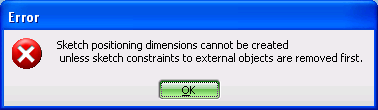 Error
Sketch positioning dimensions cannot be created
unless sketch constraints to external objects are removed first.
OK